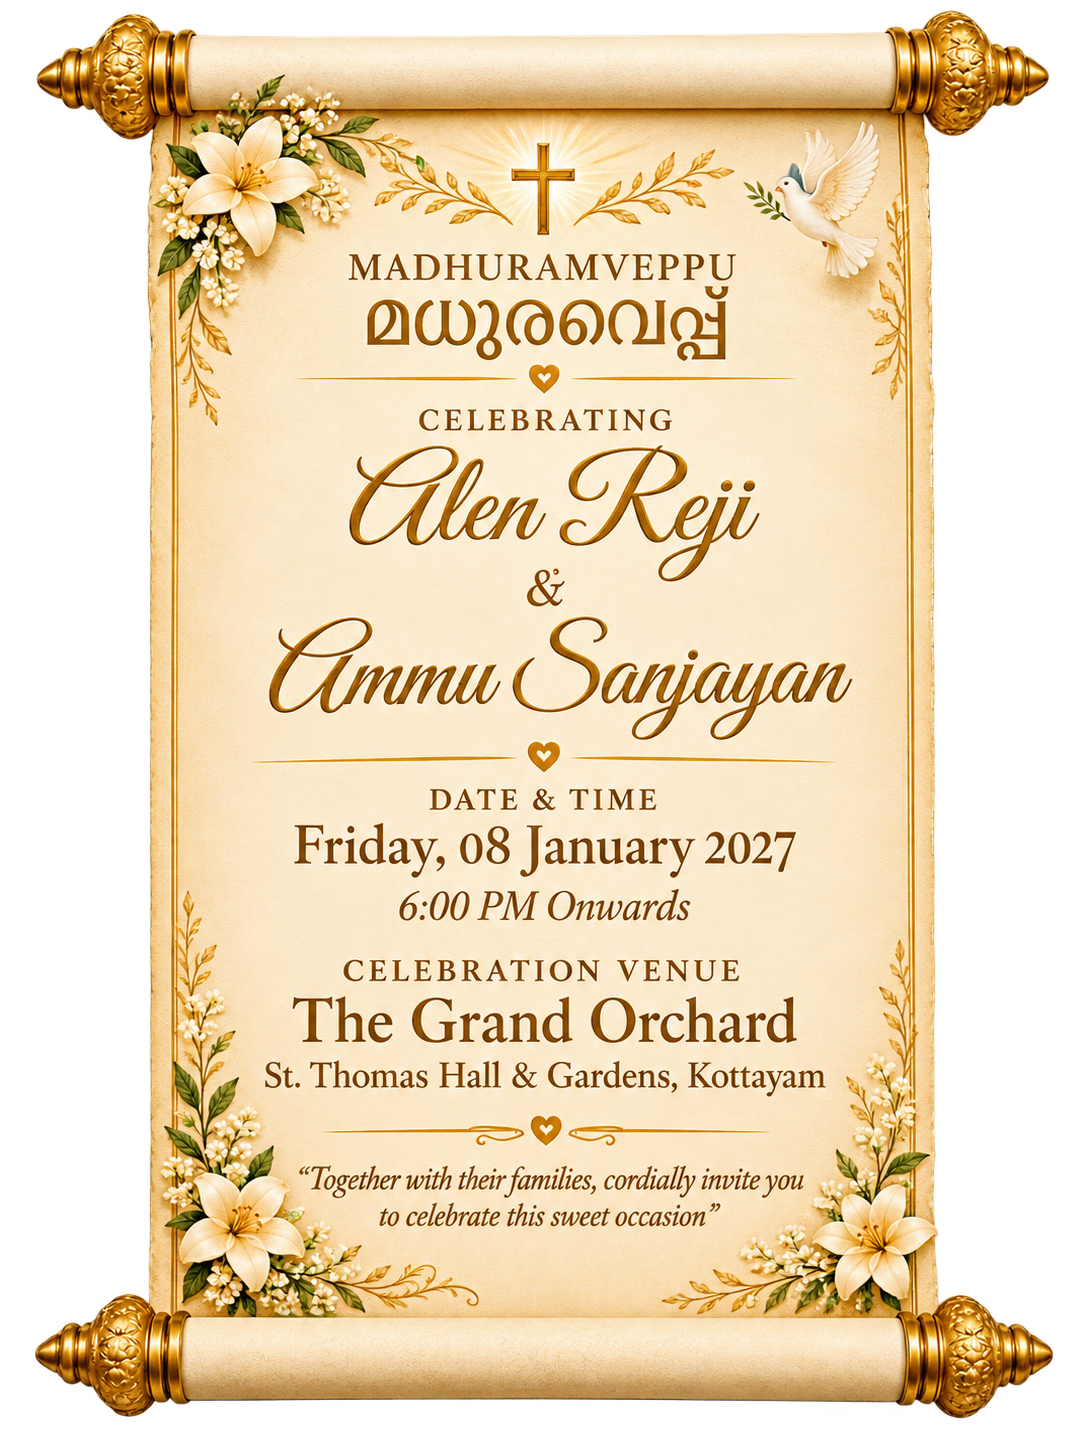 MADHURAMVEPPU
മധുരവെപ്പ്
CELEBRATING
Alen Reji
&
Ammu Sanjayan
DATE & TIME
Friday, 08 January 2027
6:00 PM Onwards
CELEBRATION VENUE
The Grand Orchard
St. Thomas Hall & Gardens, Kottayam
“Together with their families, cordially invite you
to celebrate this sweet occasion”